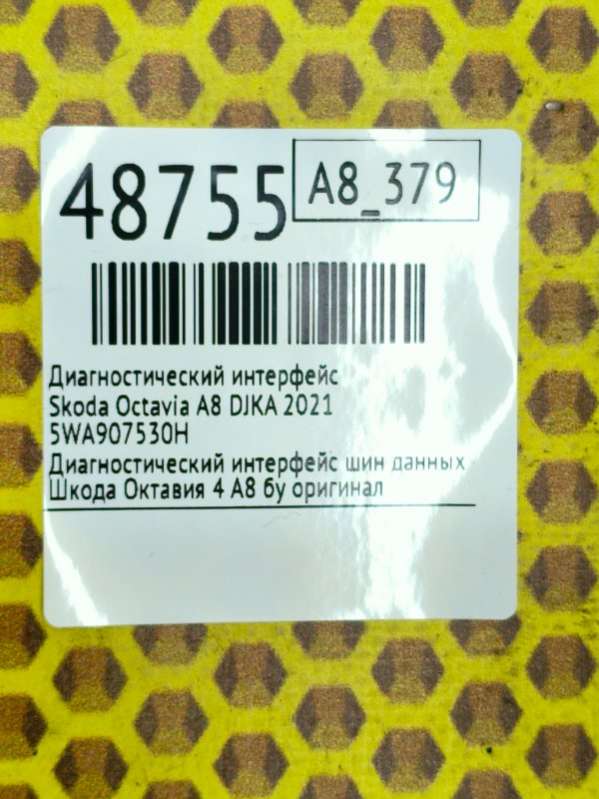 48755
A8_379
Диагностический интерфейс
Skoda Octavia A8 DJKA 2021
5WA907530H
Диагностический интерфейс шин данных
Шкода Октавия 4 А8 бу оригинал